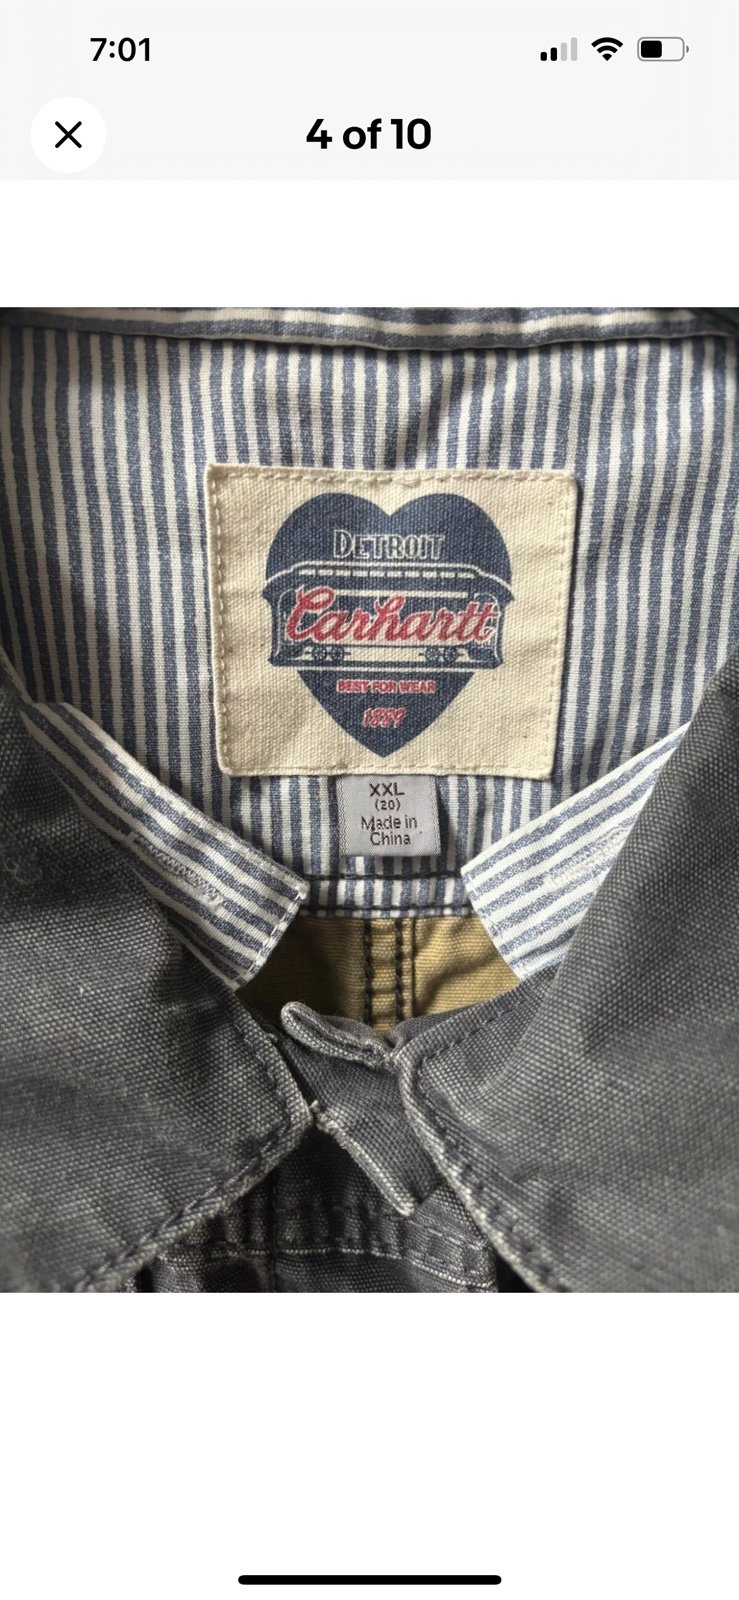 7:01
4 of 10
DETROIT
Carhartt
BEST FOR WEAR
1889
XXL
(20)
Made in
China